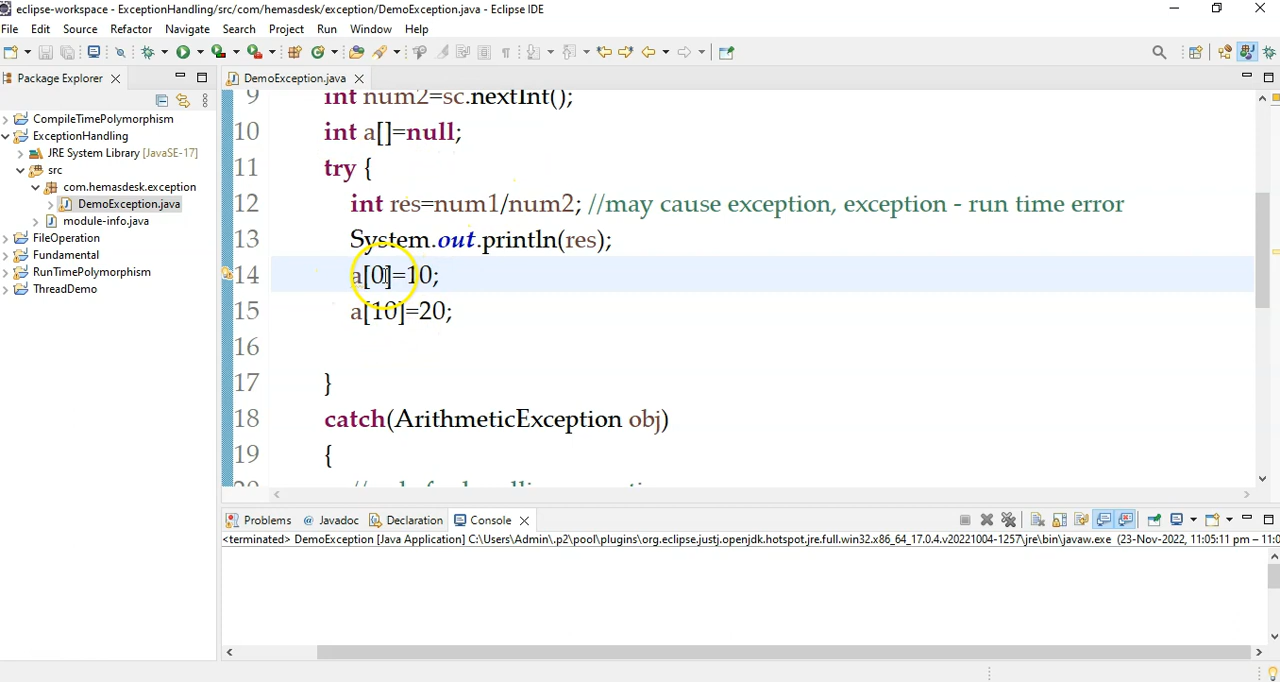 eclipse-workspace - ExceptionHandling/src/com/hemasdesk/exception/DemoException.java - Eclipse IDE
File Edit Source Refactor Navigate Search Project Run Window Help
Package Explorer
DemoException.java
CompileTimePolymorphism
ExceptionHandling
JRE System Library [JavaSE-17]
src
com.hemasdesk.exception
DemoException.java
module-info.java
FileOperation
Fundamental
RunTimePolymorphism
ThreadDemo
9 int num2=sc.nextInt();
10 int a[]=null;
11 try {
12 int res=num1/num2; //may cause exception, exception - run time error
13 System.out.println(res);
14 a[0]=10;
15 a[10]=20;
16
17 }
18 catch(ArithmeticException obj)
19 {
Problems Javadoc Declaration Console
<terminated> DemoException [Java Application] C:\Users\Admin\.p2\pool\plugins\org.eclipse.justj.openjdk.hotspot.jre.full.win32.x86_64_17.0.4.v20221004-1257\jre\bin\javaw.exe (23-Nov-2022, 11:05:11 pm – 11:0